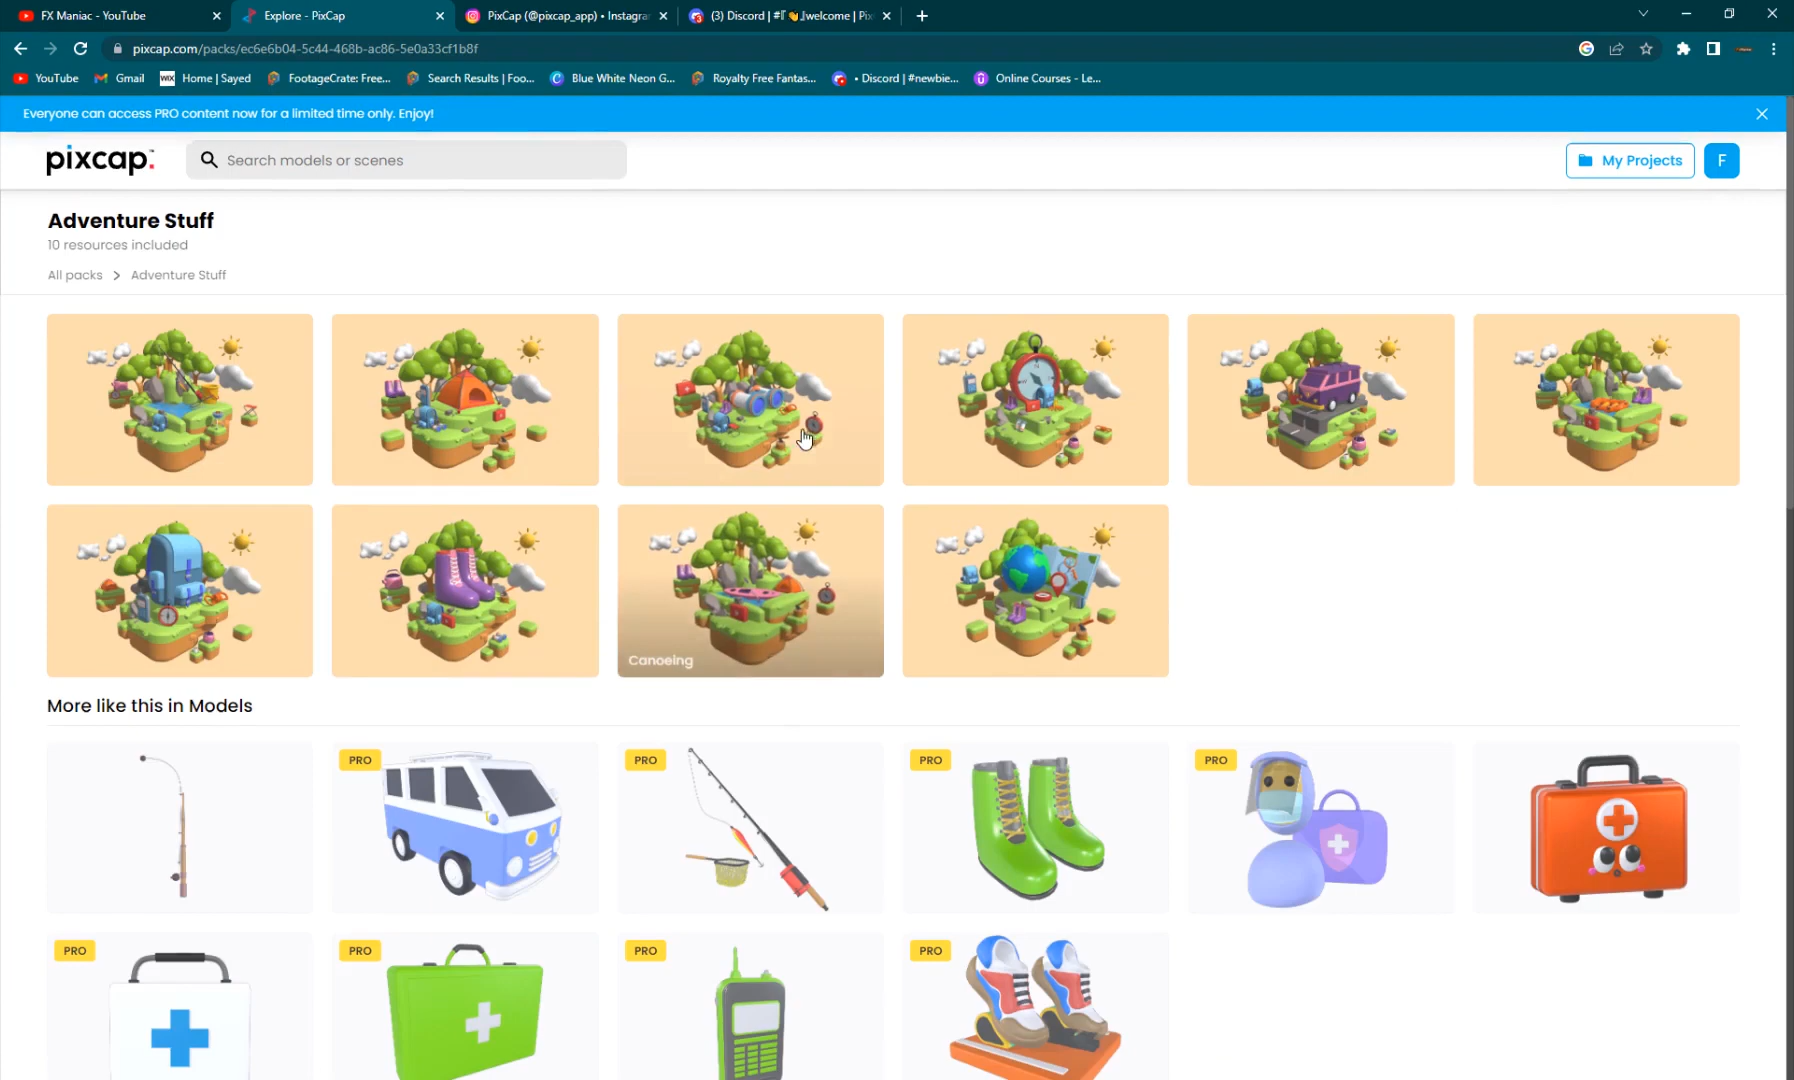 FX Maniac - YouTube
Explore - PixCap
PixCap (@pixcap_app) • Instagra
(3) Discord | #『👋』welcome | Pix
pixcap.com/packs/ec6e6b04-5c44-468b-ac86-5e0a33cf1b8f
YouTube
Gmail
WIX Home | Sayed
FootageCrate: Free...
Search Results | Foo...
Blue White Neon G...
Royalty Free Fantas...
• Discord | #newbie...
Online Courses - Le...
Everyone can access PRO content now for a limited time only. Enjoy!
pixcap.™
Search models or scenes
My Projects
F
Adventure Stuff
10 resources included
All packs > Adventure Stuff
Canoeing
More like this in Models
PRO
PRO
PRO
PRO
PRO
PRO
PRO
PRO